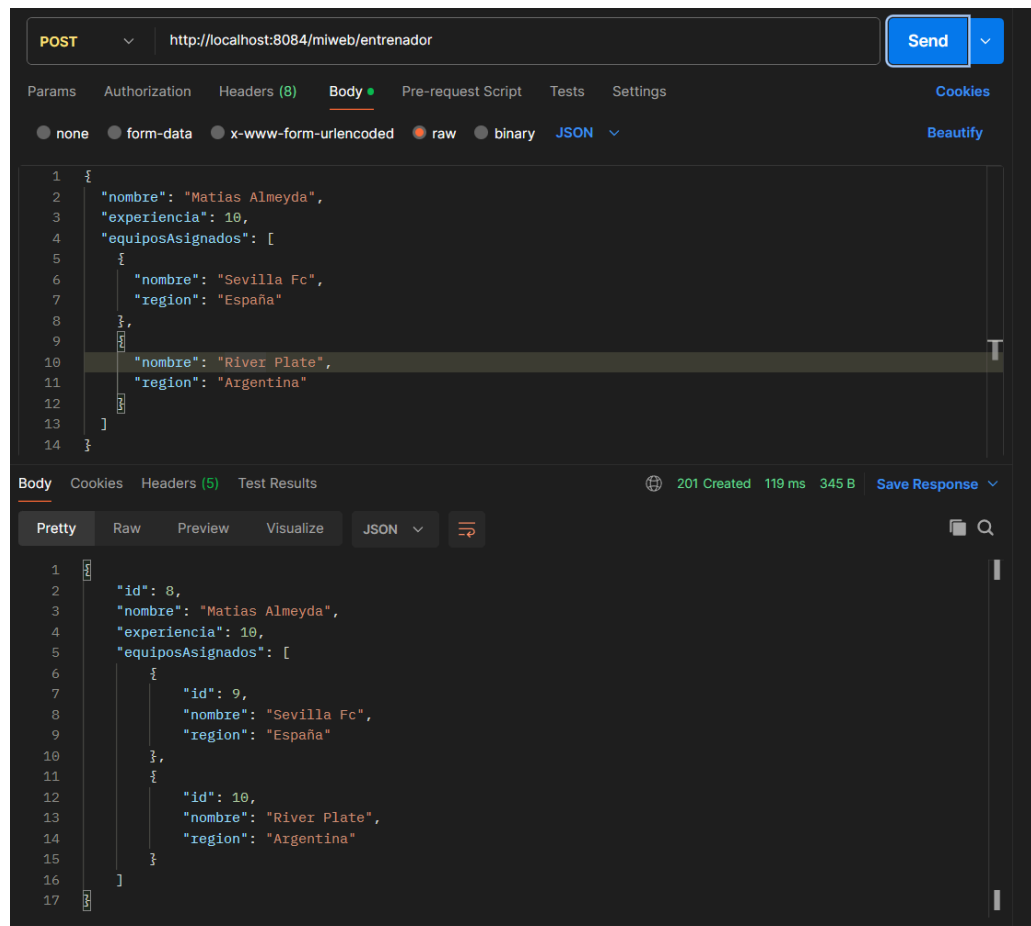 POST http://localhost:8084/miweb/entrenador Send
Params Authorization Headers (8) Body Pre-request Script Tests Settings Cookies
none form-data x-www-form-urlencoded raw binary JSON Beautify
1 {
2 "nombre": "Matias Almeyda",
3 "experiencia": 10,
4 "equiposAsignados": [
5 {
6 "nombre": "Sevilla Fc",
7 "region": "España"
8 },
9 {
10 "nombre": "River Plate",
11 "region": "Argentina"
12 }
13 ]
14 }
Body Cookies Headers (5) Test Results 201 Created 119 ms 345 B Save Response
Pretty Raw Preview Visualize JSON
1 {
2 "id": 8,
3 "nombre": "Matias Almeyda",
4 "experiencia": 10,
5 "equiposAsignados": [
6 {
7 "id": 9,
8 "nombre": "Sevilla Fc",
9 "region": "España"
10 },
11 {
12 "id": 10,
13 "nombre": "River Plate",
14 "region": "Argentina"
15 }
16 ]
17 }